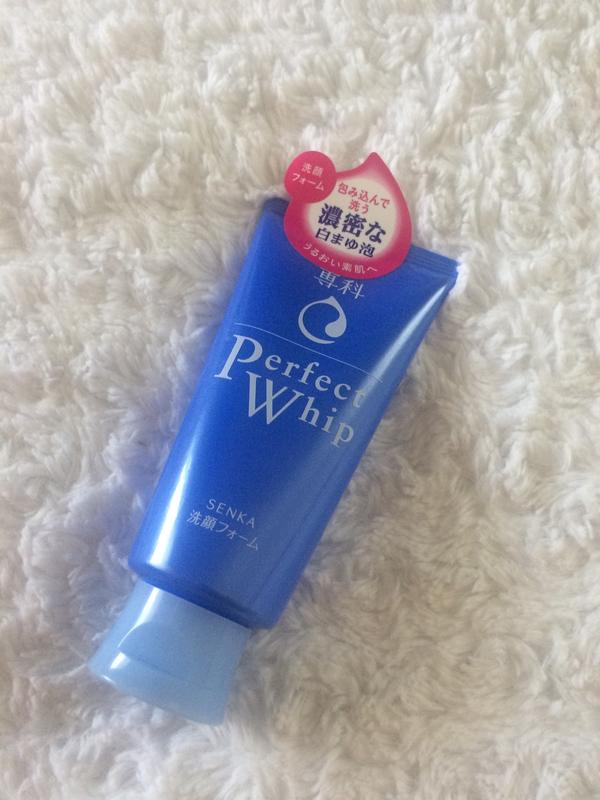 洗顔
フォーム
包み込んで
洗う
濃密な
白まゆ泡
うるおい素肌へ
専科
Perfect
Whip
SENKA
洗顔フォーム